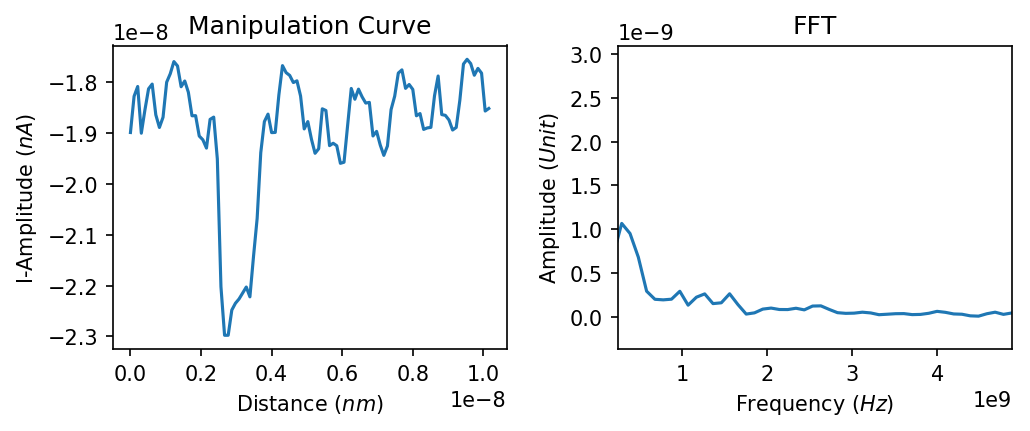 Manipulation Curve
1e−8
−1.8
−1.9
−2.0
−2.1
−2.2
−2.3
I-Amplitude (nA)
0.0 0.2 0.4 0.6 0.8 1.0
1e−8
Distance (nm)
FFT
1e−9
3.0
2.5
2.0
1.5
1.0
0.5
0.0
Amplitude (Unit)
1 2 3 4
1e9
Frequency (Hz)